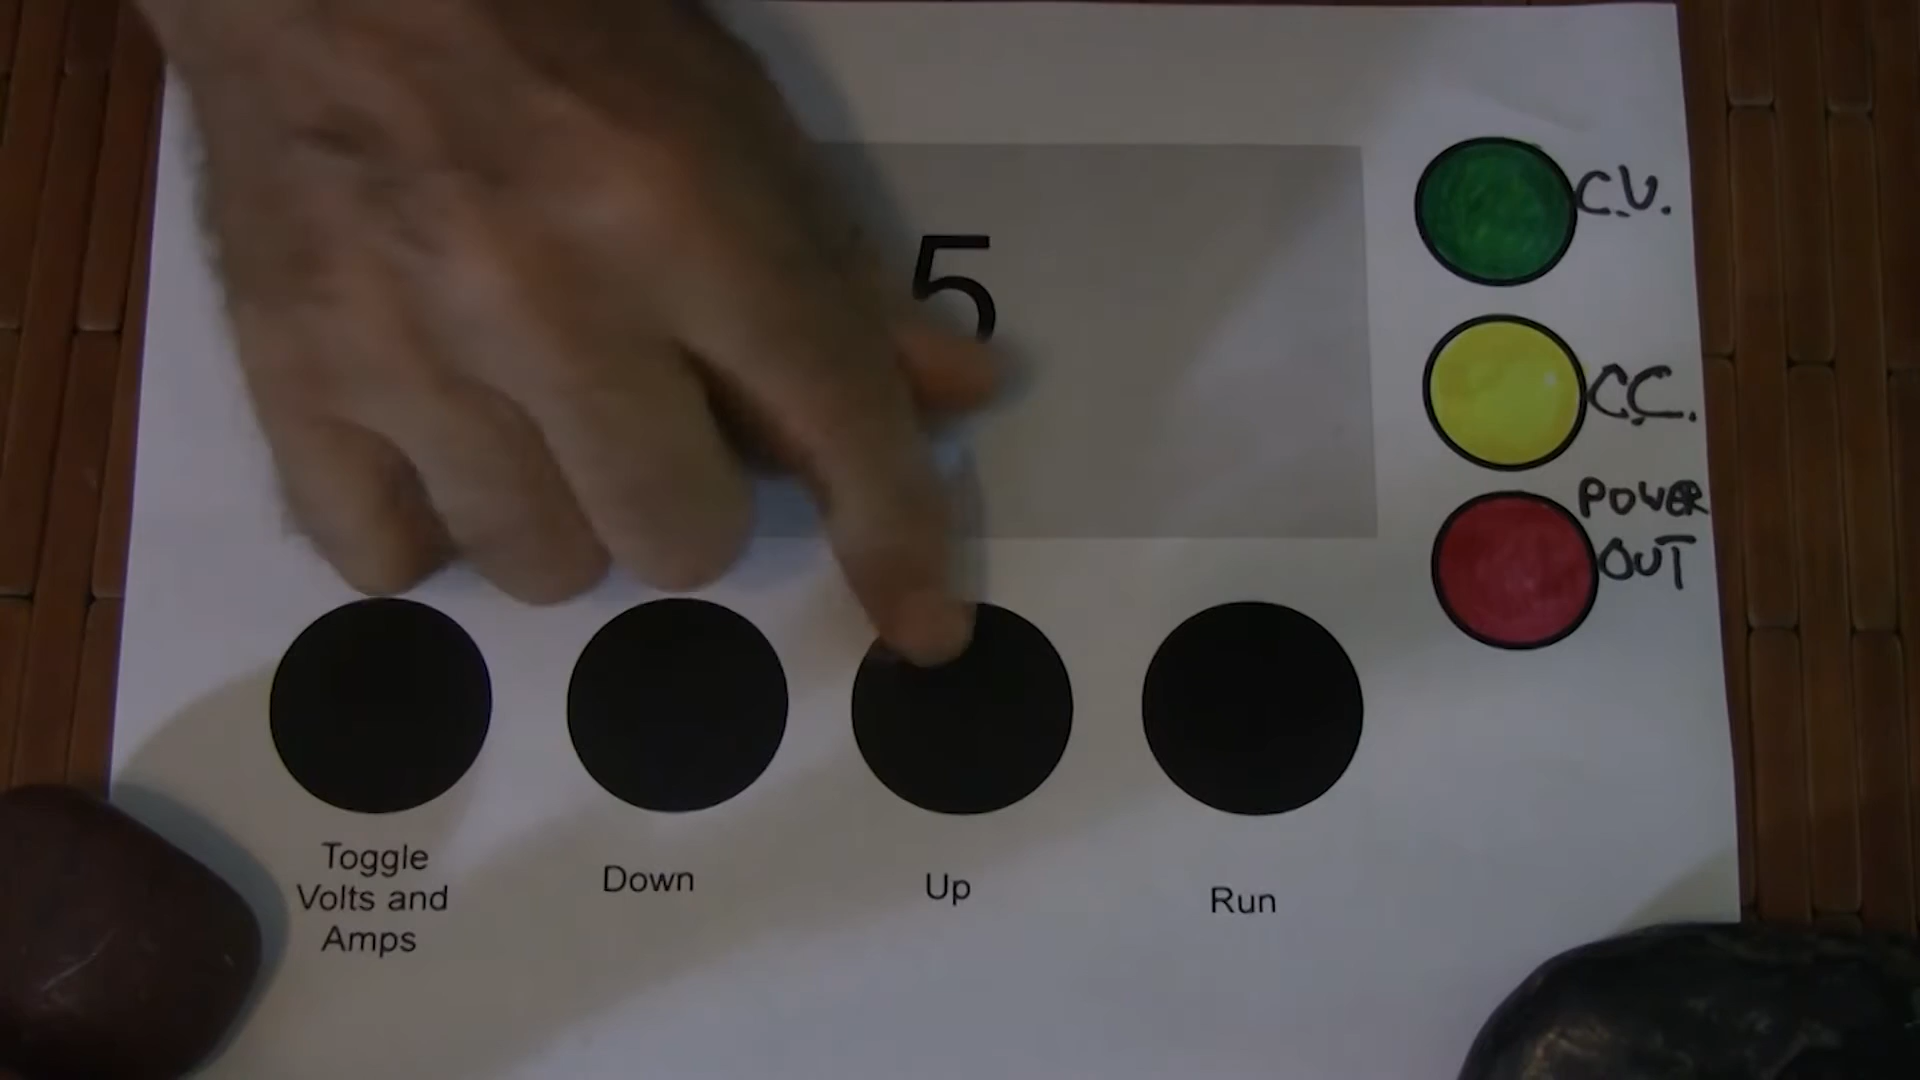 5
C.V.
C.C.
POWER
OUT
Toggle
Volts and
Amps
Down
Up
Run